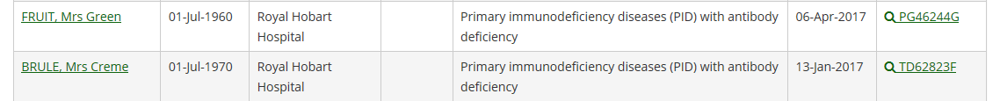 FRUIT, Mrs Green 01-Jul-1960 Royal Hobart Primary immunodeficiency diseases (PID) with antibody 06-Apr-2017 PG46244G
Hospital deficiency
BRULE, Mrs Creme 01-Jul-1970 Royal Hobart Primary immunodeficiency diseases (PID) with antibody 13-Jan-2017 TD62823F
Hospital deficiency